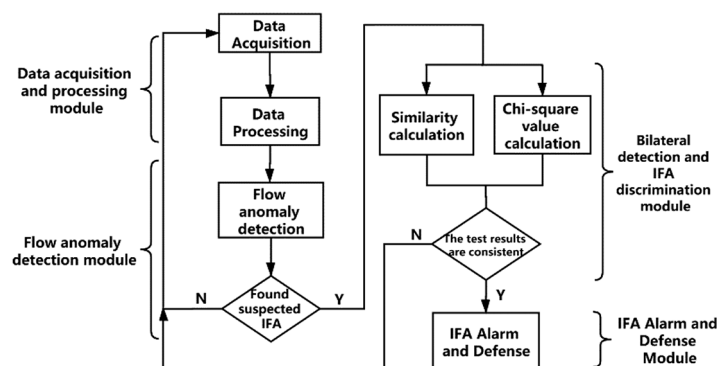 Data acquisition
and processing
module
Flow anomaly
detection module
Data
Acquisition
Data
Processing
Flow
anomaly
detection
Found
suspected
IFA
N
Y
Similarity
calculation
Chi-square
value
calculation
The test results
are consistent
N
Y
IFA Alarm
and Defense
Bilateral
detection and
IFA
discrimination
module
IFA Alarm and
Defense
Module